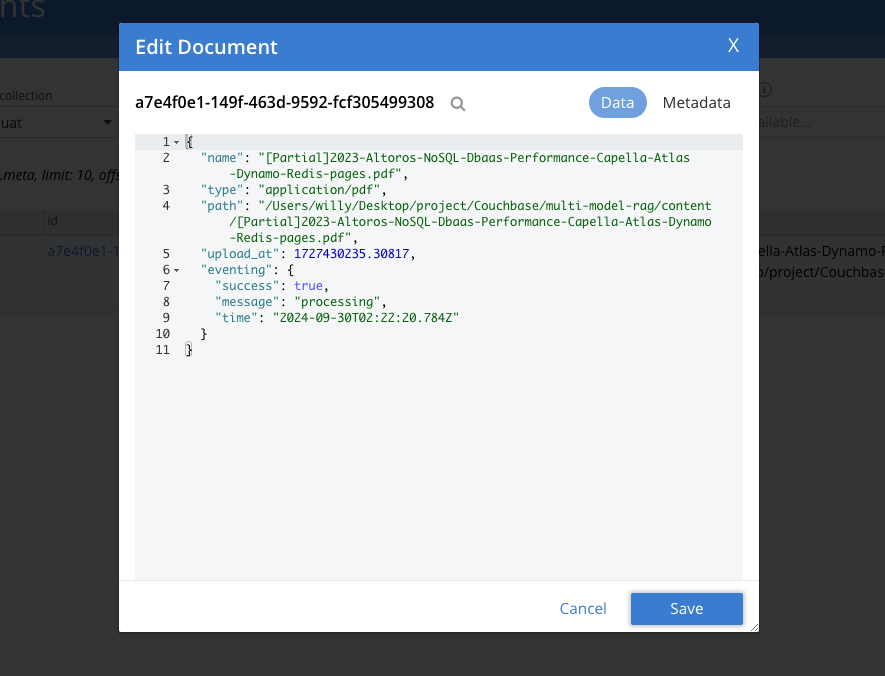 nts
Edit Document
X
collection
a7e4f0e1-149f-463d-9592-fcf305499308
Data
Metadata
uat
ailable...
1 {
2 "name": "[Partial]2023-Altoros-NoSQL-Dbaas-Performance-Capella-Atlas
-Dynamo-Redis-pages.pdf",
.meta, limit: 10, offs
3 "type": "application/pdf",
4 "path": "/Users/willy/Desktop/project/Couchbase/multi-model-rag/content
/[Partial]2023-Altoros-NoSQL-Dbaas-Performance-Capella-Atlas-Dynamo
-Redis-pages.pdf",
id
a7e4f0e1-1
ella-Atlas-Dynamo-R
5 "upload_at": 1727430235.30817,
6 "eventing": {
p/project/Couchbas
7 "success": true,
8 "message": "processing",
9 "time": "2024-09-30T02:22:20.784Z"
10 }
11 }
Cancel
Save